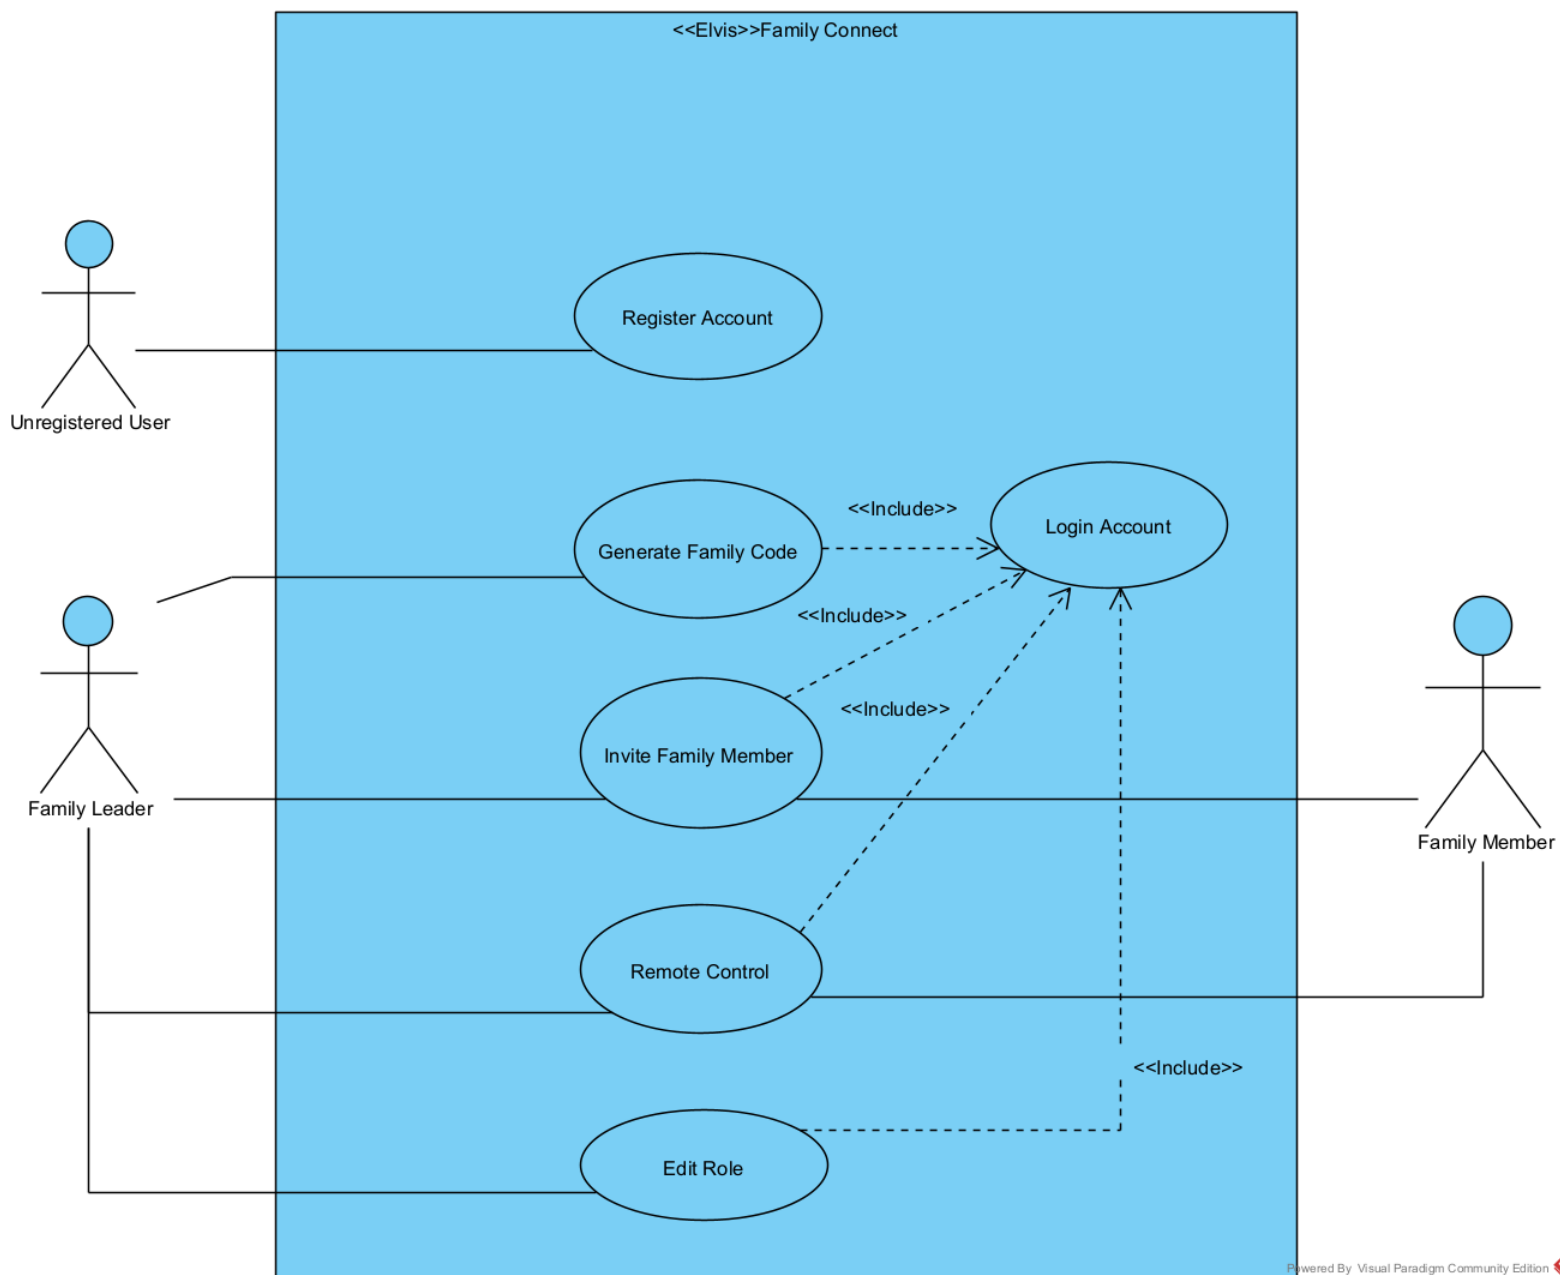 <<Elvis>>Family Connect
Register Account
Unregistered User
<<Include>>
Login Account
Generate Family Code
<<Include>>
<<Include>>
Invite Family Member
Family Leader
Family Member
Remote Control
<<Include>>
Edit Role
Powered By Visual Paradigm Community Edition